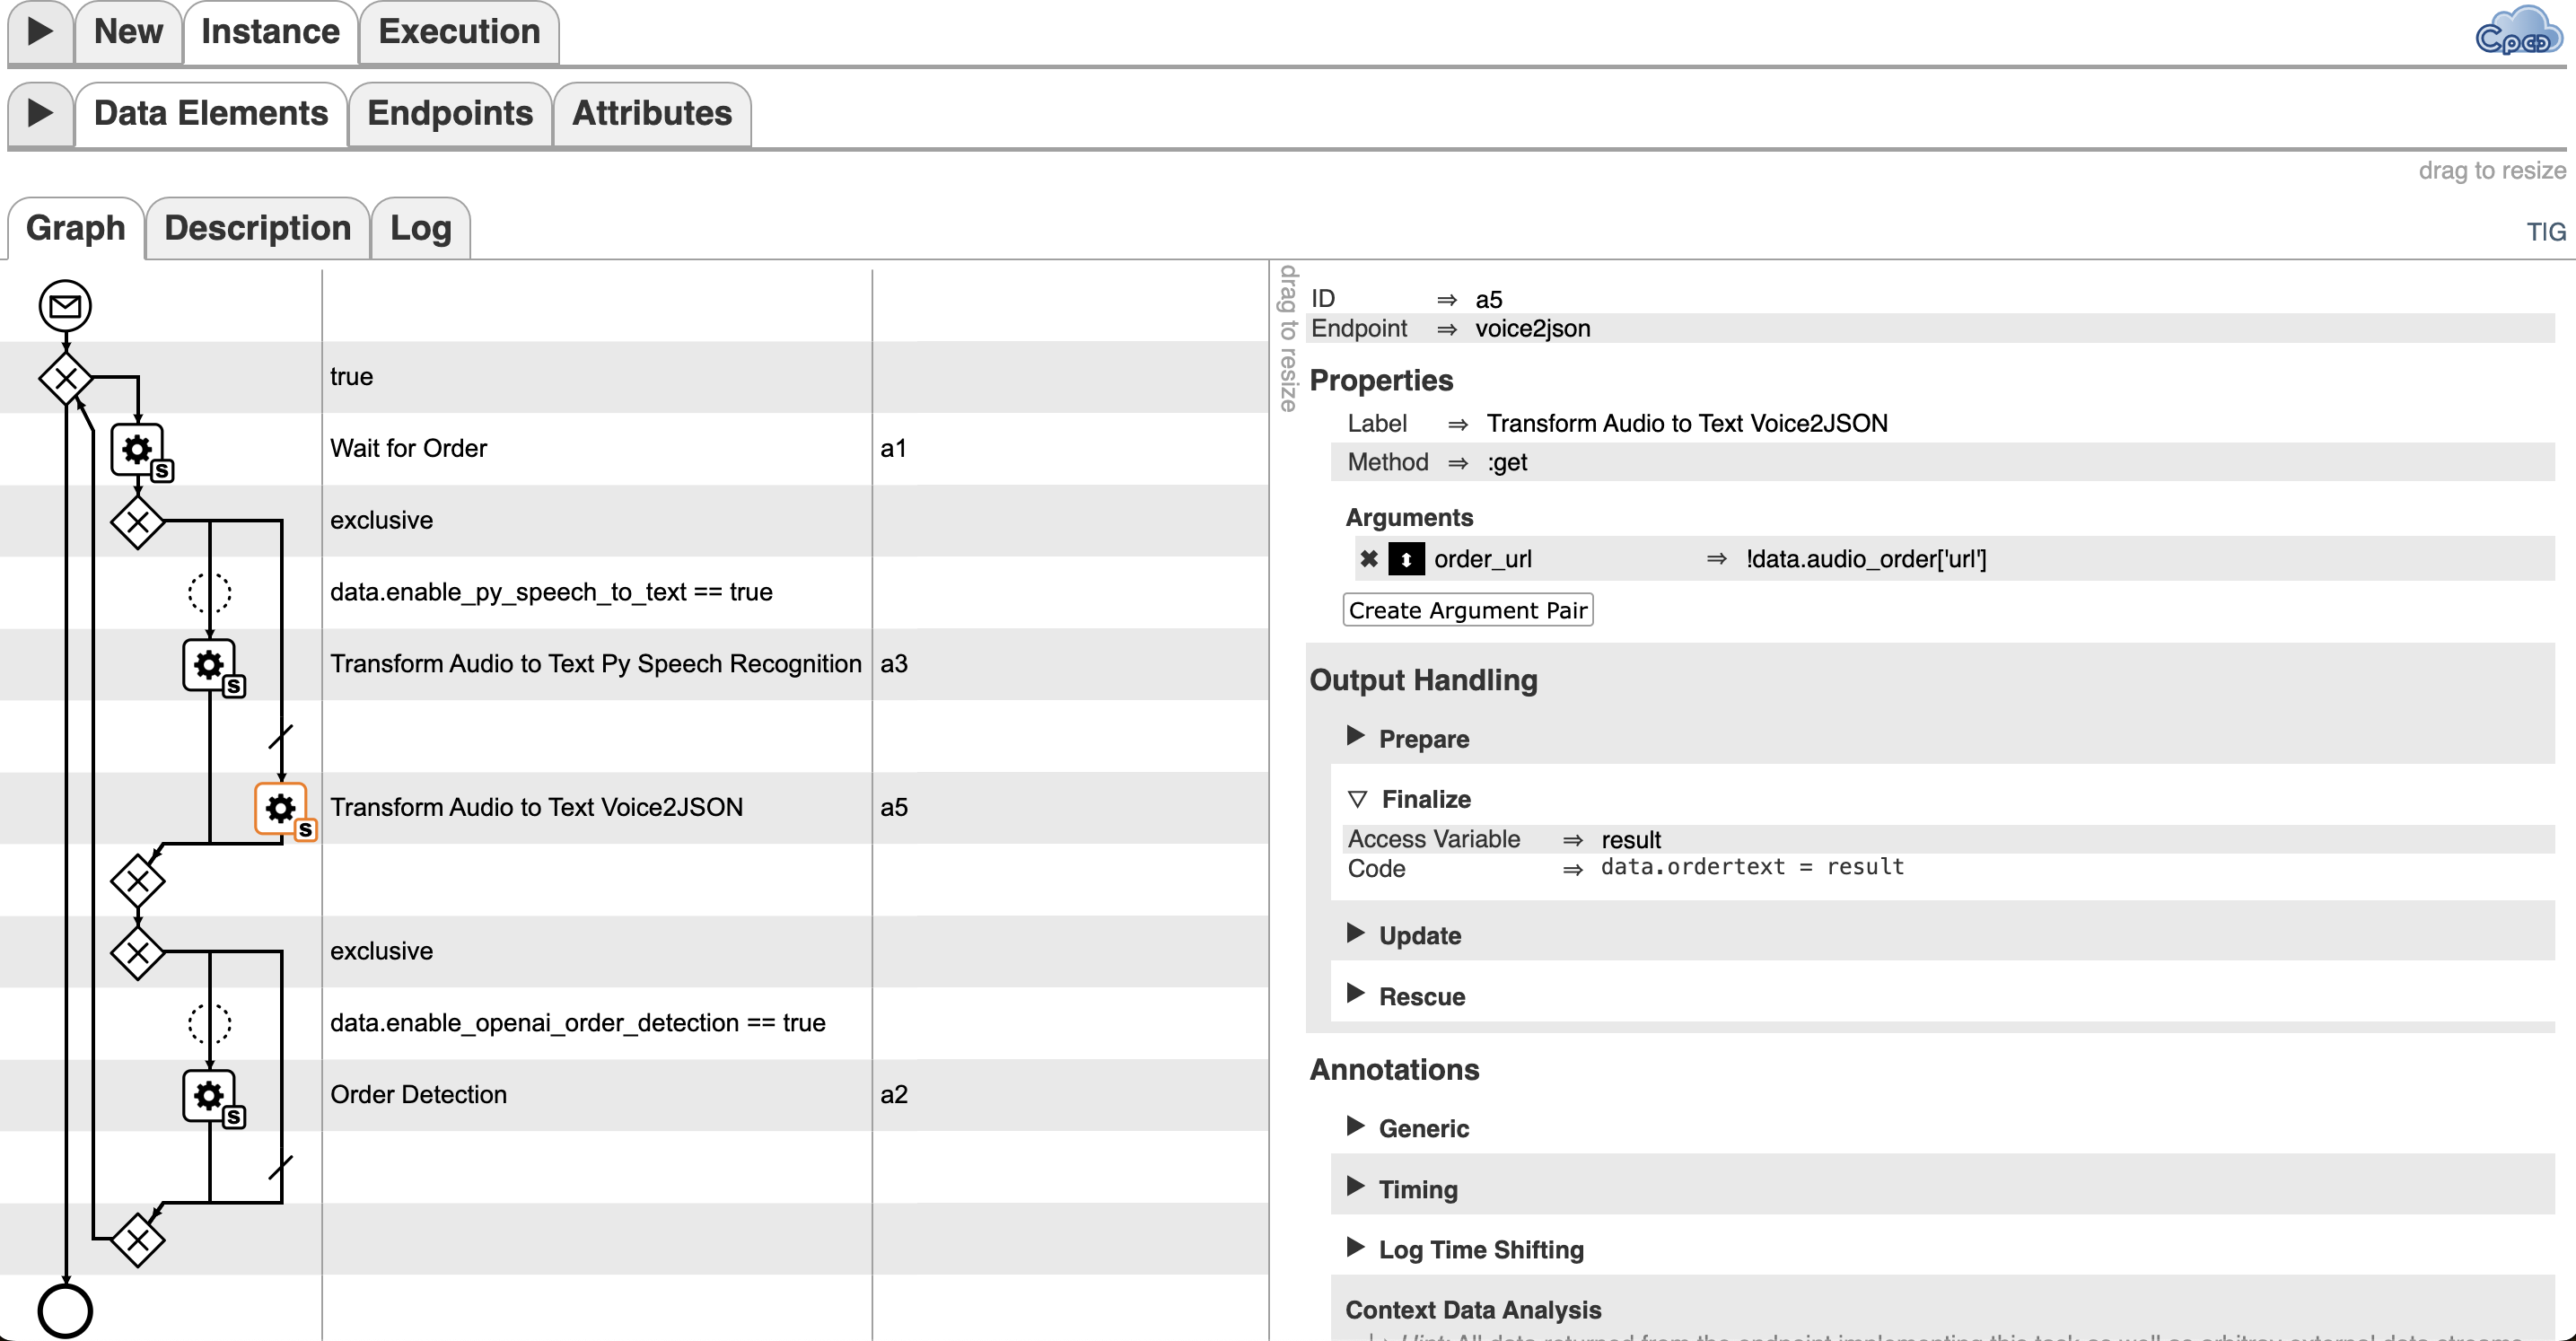 ▶ New Instance Execution
Cpee
▶ Data Elements Endpoints Attributes
drag to resize
Graph Description Log
TIG
true
Wait for Order a1
exclusive
data.enable_py_speech_to_text == true
Transform Audio to Text Py Speech Recognition a3
Transform Audio to Text Voice2JSON a5
exclusive
data.enable_openai_order_detection == true
Order Detection a2
S
S
S
S
drag to resize
ID ⇒ a5
Endpoint ⇒ voice2json
Properties
Label ⇒ Transform Audio to Text Voice2JSON
Method ⇒ :get
Arguments
✖ order_url ⇒ !data.audio_order['url']
Create Argument Pair
Output Handling
▶ Prepare
▽ Finalize
Access Variable ⇒ result
Code ⇒ data.ordertext = result
▶ Update
▶ Rescue
Annotations
▶ Generic
▶ Timing
▶ Log Time Shifting
Context Data Analysis